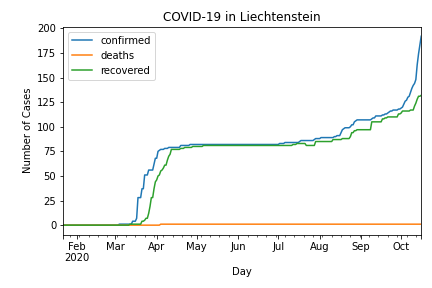 COVID-19 in Liechtenstein
confirmed
deaths
recovered
Number of Cases
200
175
150
125
100
75
50
25
0
Feb Mar Apr May Jun Jul Aug Sep Oct
2020
Day